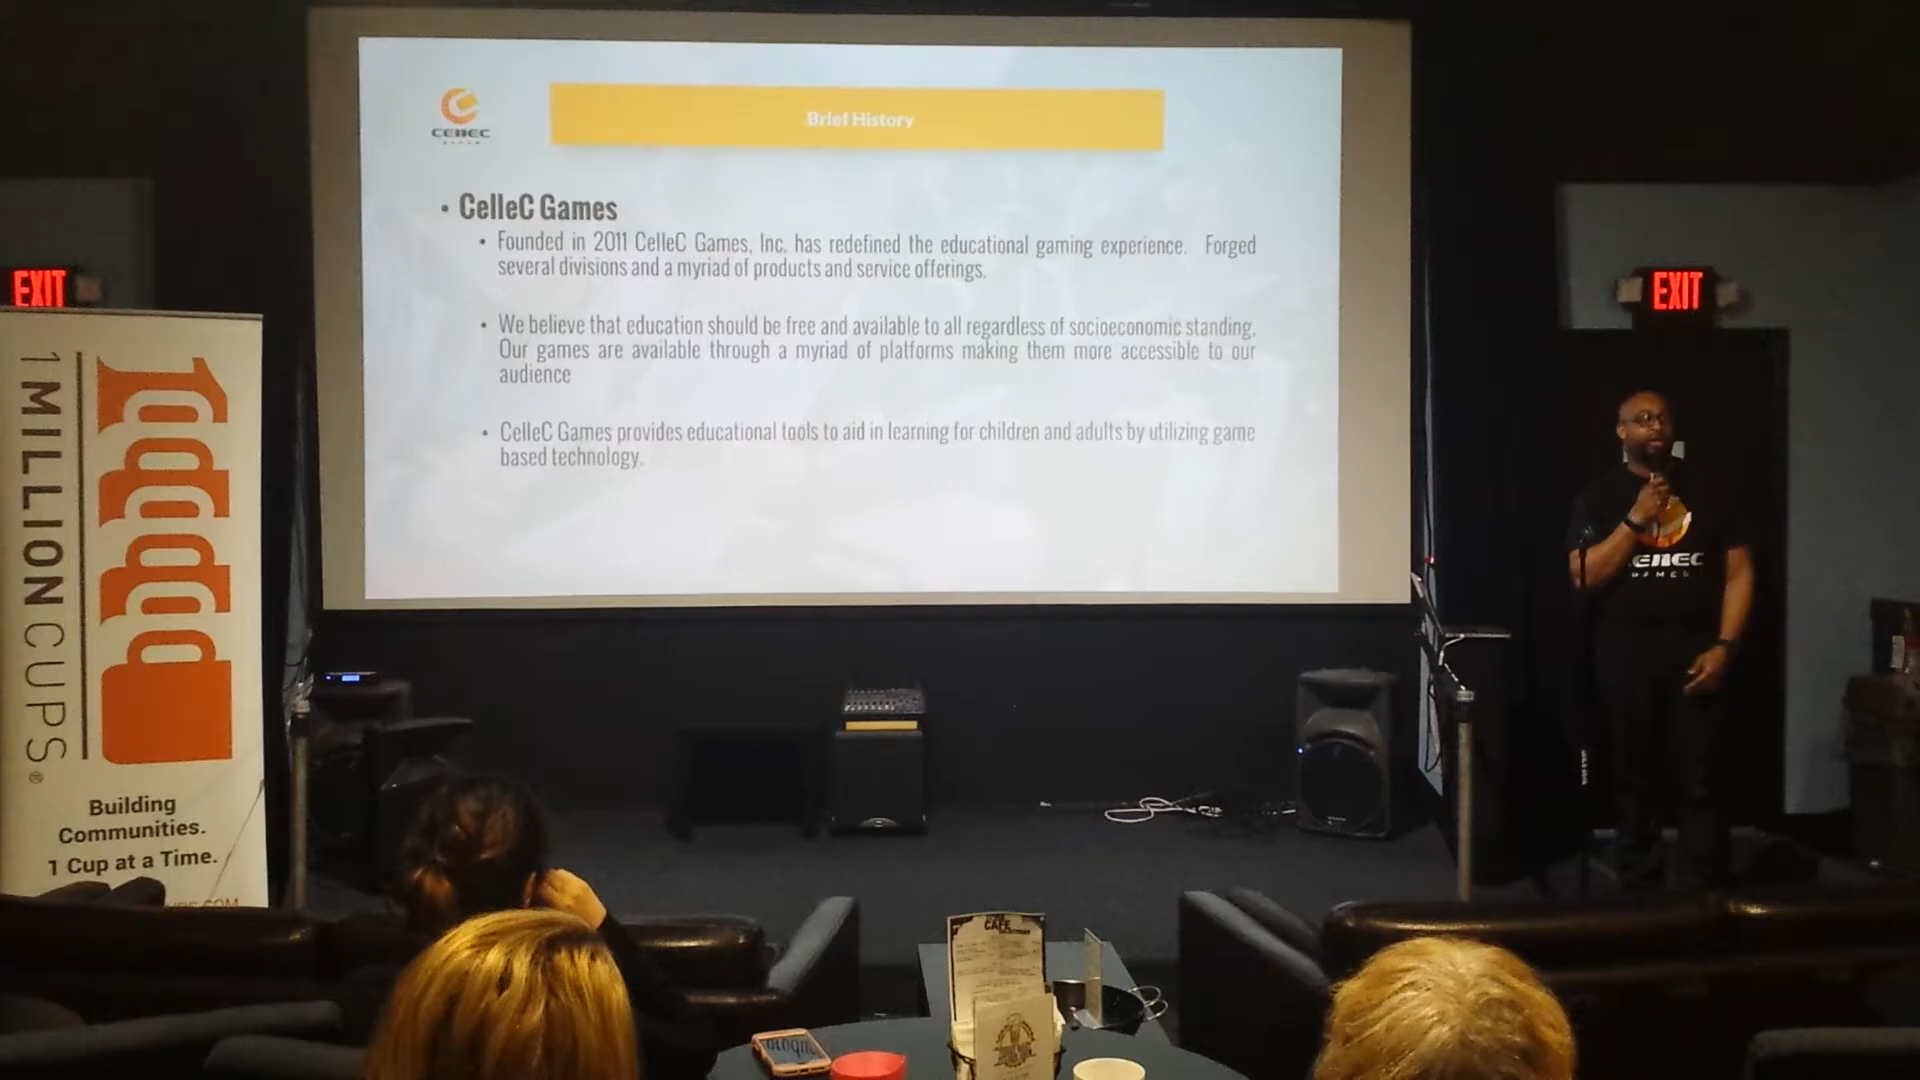 CELLEC
Brief History
• CelleC Games
• Founded in 2011 CelleC Games, Inc. has redefined the educational gaming experience. Forged
several divisions and a myriad of products and service offerings.
• We believe that education should be free and available to all regardless of socioeconomic standing.
Our games are available through a myriad of platforms making them more accessible to our
audience
• CelleC Games provides educational tools to aid in learning for children and adults by utilizing game
based technology.
EXIT
EXIT
1 MILLION CUPS®
Building
Communities.
1 Cup at a Time.
CELLEC
GAMES
CAFE